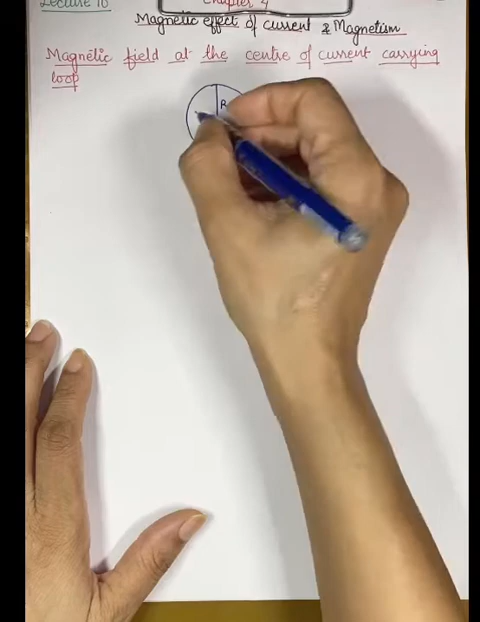 Lecture 10
Chapter 4
Magnetic effect of current & Magnetism
Magnetic field at the centre of current carrying
loop
R